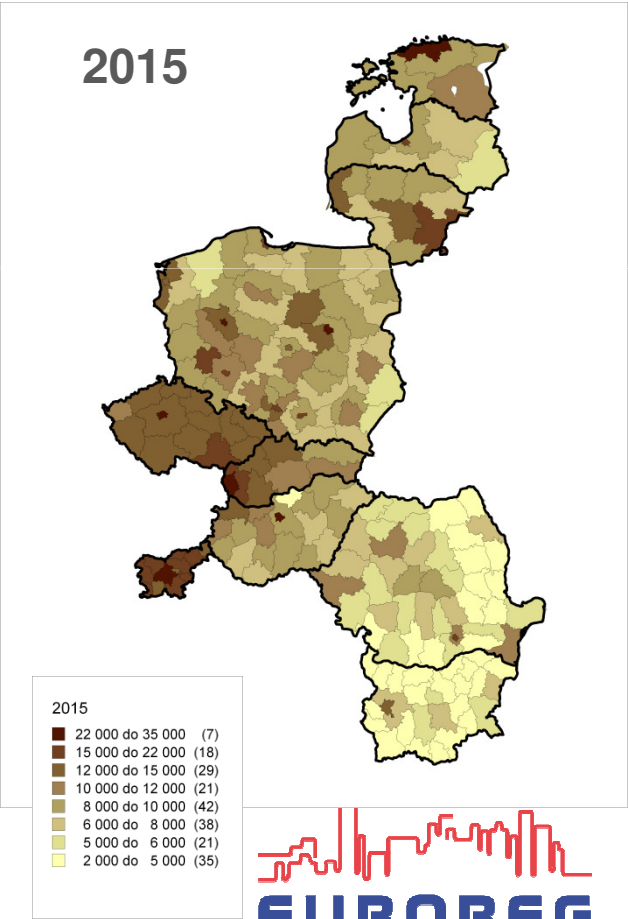 2015
2015
22 000 do 35 000 (7)
15 000 do 22 000 (18)
12 000 do 15 000 (29)
10 000 do 12 000 (21)
8 000 do 10 000 (42)
6 000 do 8 000 (38)
5 000 do 6 000 (21)
2 000 do 5 000 (35)
EUROREG